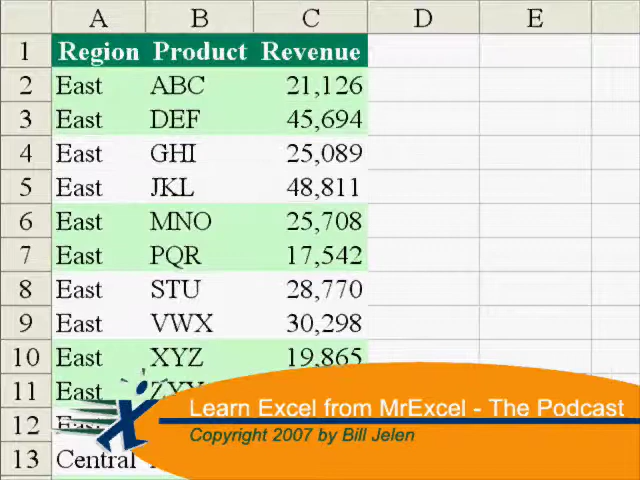 A B C D E
1 Region Product Revenue
2 East ABC 21,126
3 East DEF 45,694
4 East GHI 25,089
5 East JKL 48,811
6 East MNO 25,708
7 East PQR 17,542
8 East STU 28,770
9 East VWX 30,298
10 East XYZ 19,865
11 East
12
13 Central
Learn Excel from MrExcel - The Podcast
Copyright 2007 by Bill Jelen